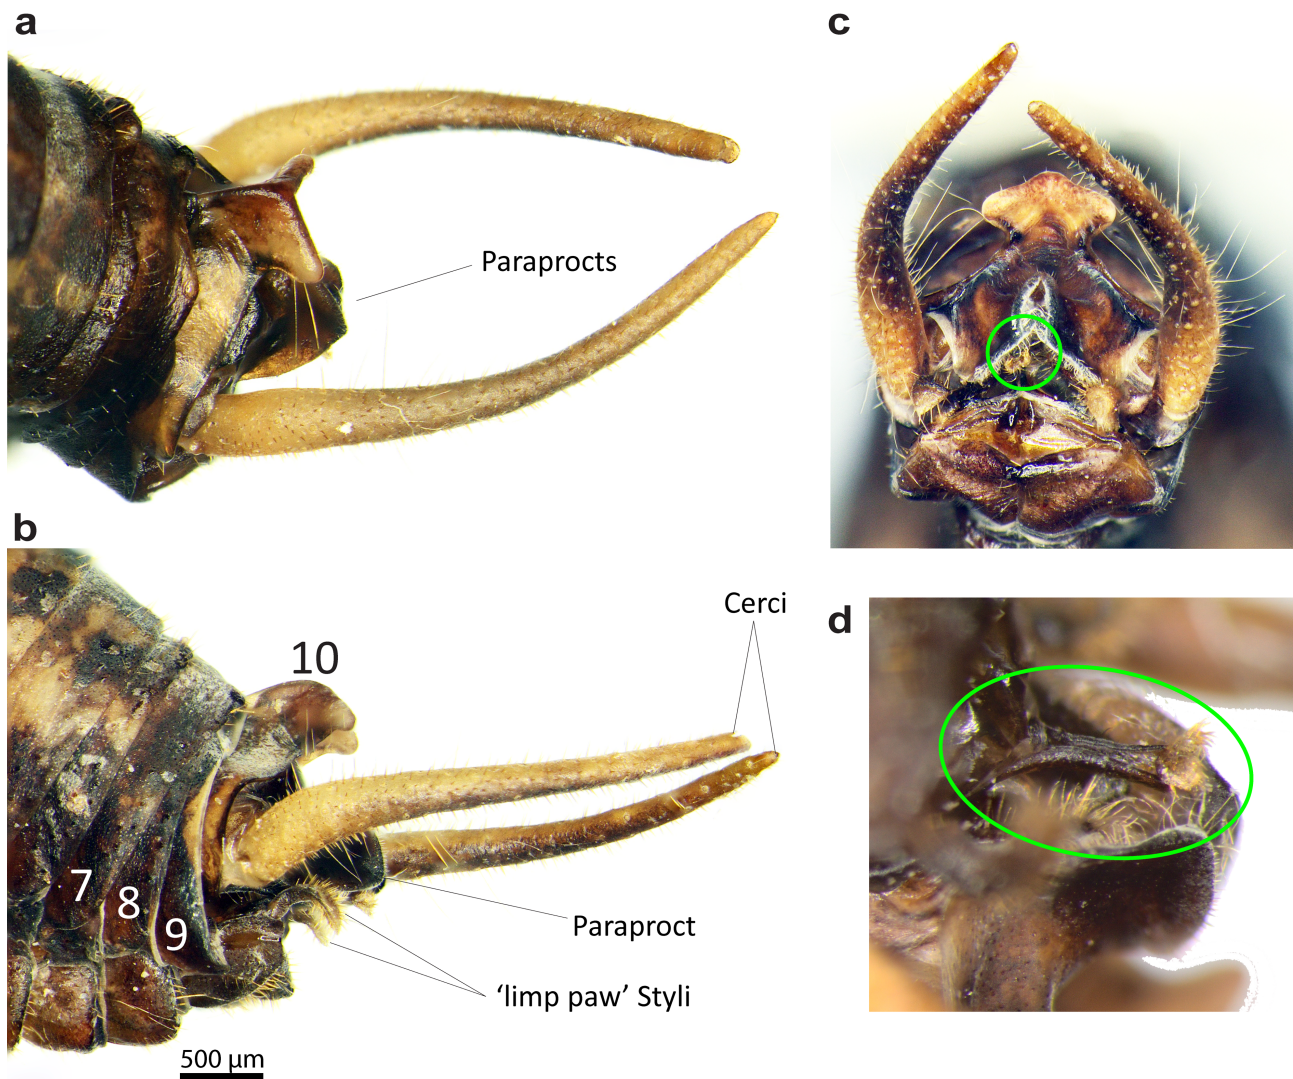 a
c
Paraprocts
b
Cerci
10
d
7
8
9
Paraproct
‘limp paw’ Styli
500 µm